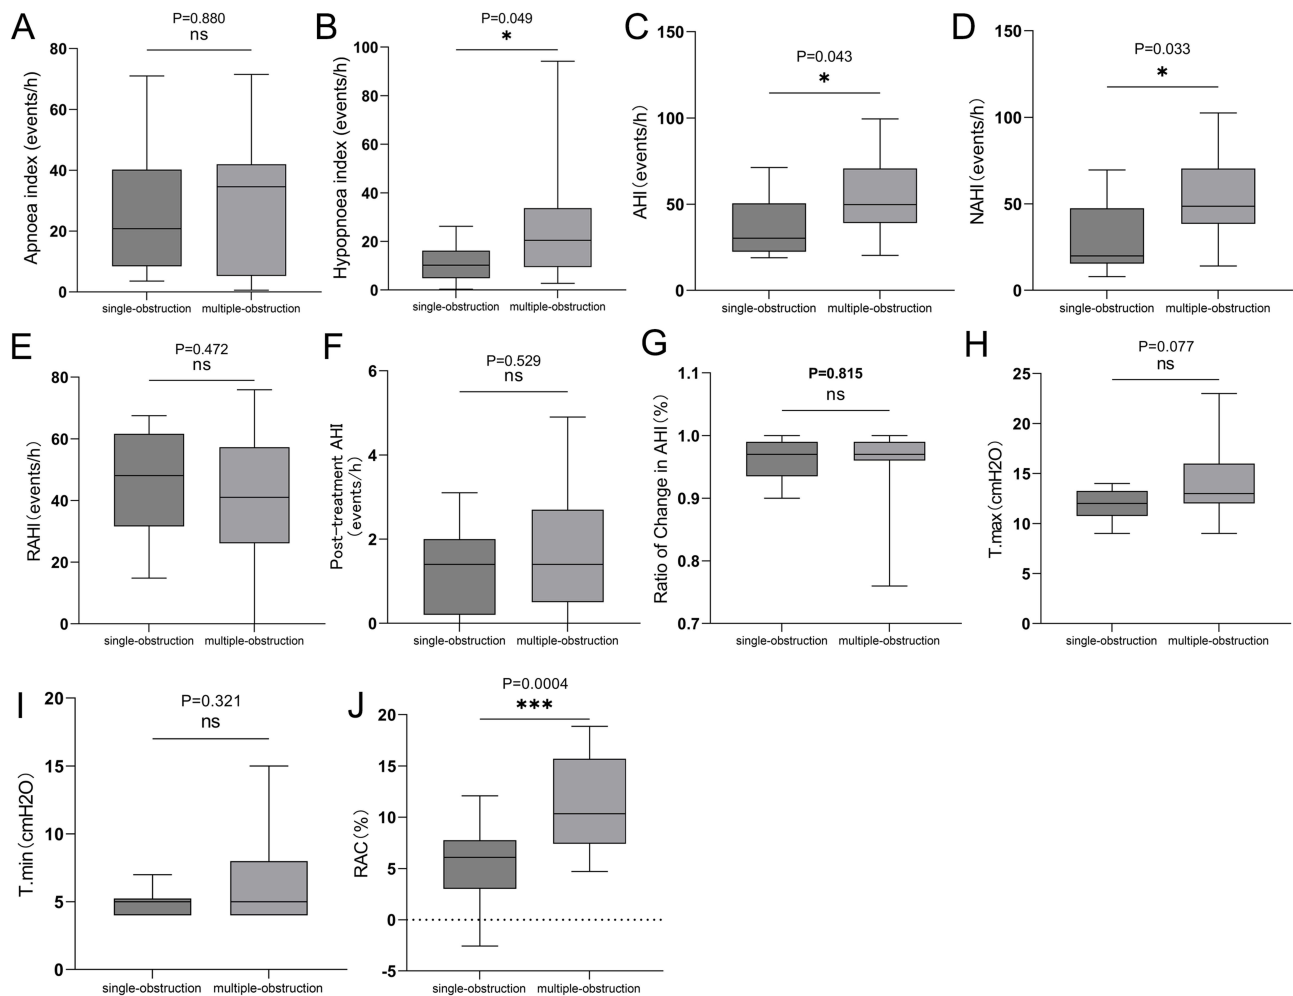 A
P=0.880
ns
Apnoea index (events/h)
80
60
40
20
0
single-obstruction multiple-obstruction
B
P=0.049
*
Hypopnoea index (events/h)
100
80
60
40
20
0
single-obstruction multiple-obstruction
C
P=0.043
*
AHI(events/h)
150
100
50
0
single-obstruction multiple-obstruction
D
P=0.033
*
NAHI(events/h)
150
100
50
0
single-obstruction multiple-obstruction
E
P=0.472
ns
RAHI(events/h)
80
60
40
20
0
single-obstruction multiple-obstruction
F
P=0.529
ns
Post-treatment AHI
(events/h)
6
4
2
0
single-obstruction multiple-obstruction
G
P=0.815
ns
Ratio of Change in AHI(%)
1.1
1.0
0.9
0.8
0.7
single-obstruction multiple-obstruction
H
P=0.077
ns
T.max(cmH2O)
25
20
15
10
5
0
single-obstruction multiple-obstruction
I
P=0.321
ns
T.min(cmH2O)
20
15
10
5
0
single-obstruction multiple-obstruction
J
P=0.0004
***
RAC(%)
20
15
10
5
0
-5
single-obstruction multiple-obstruction